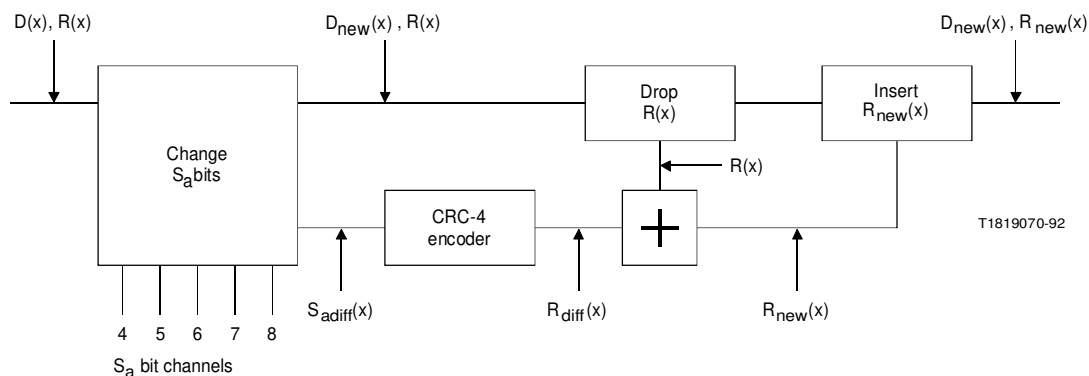 D(x), R(x)
Dnew(x) , R(x)
Dnew(x) , Rnew(x)
Change
Sabits
Drop
R(x)
Insert
Rnew(x)
R(x)
CRC-4
encoder
+
T1819070-92
Sadiff(x)
Rdiff(x)
Rnew(x)
4 5 6 7 8
Sa bit channels